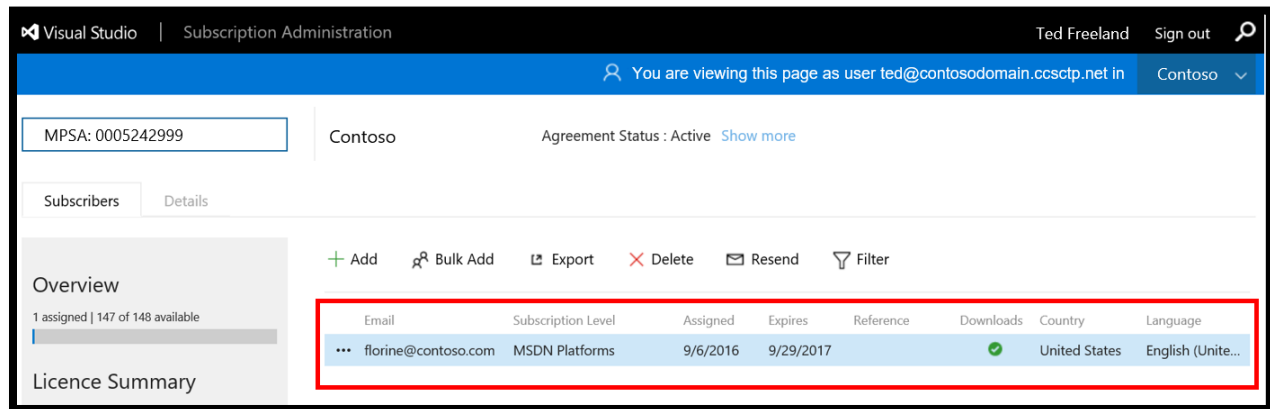 Visual Studio | Subscription Administration Ted Freeland Sign out
You are viewing this page as user ted@contosodomain.ccsctp.net in Contoso
MPSA: 0005242999 Contoso Agreement Status : Active Show more
Subscribers Details
Add Bulk Add Export Delete Resend Filter
Overview
1 assigned | 147 of 148 available
Email Subscription Level Assigned Expires Reference Downloads Country Language
••• florine@contoso.com MSDN Platforms 9/6/2016 9/29/2017 United States English (Unite...
Licence Summary